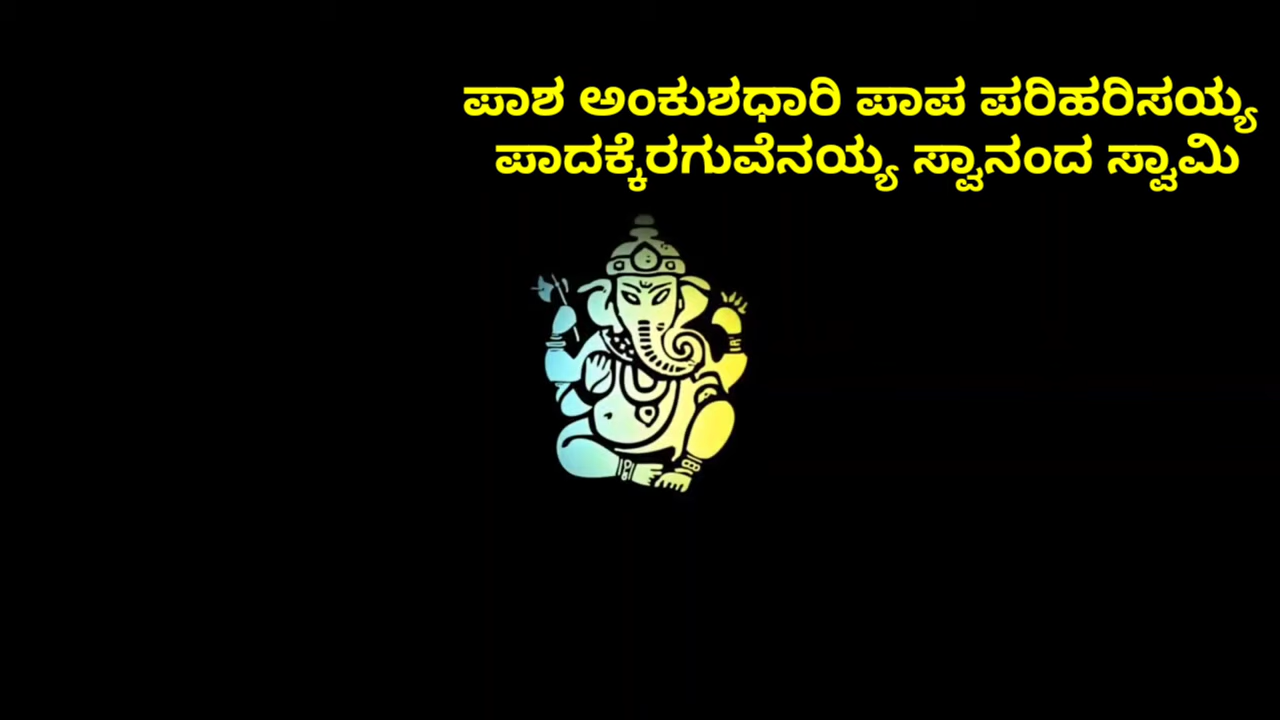 ಪಾಶ ಅಂಕುಶಧಾರಿ ಪಾಪ ಪರಿಹರಿಸಯ್ಯ
ಪಾದಕ್ಕೆರಗುವೆನಯ್ಯ ಸ್ವಾನಂದ ಸ್ವಾಮಿ